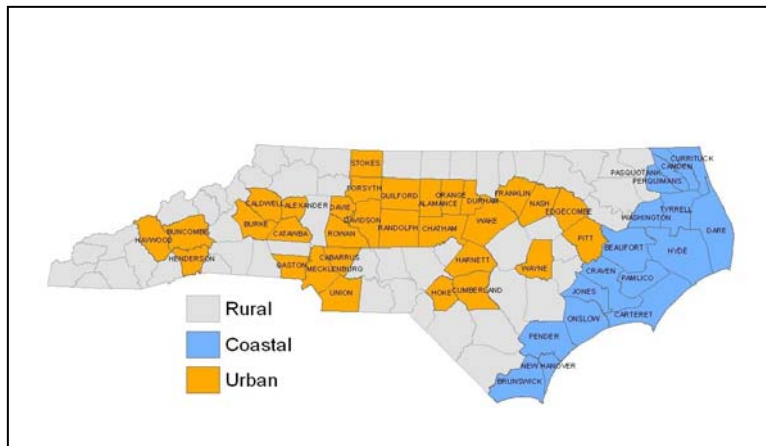 CURRITUCK
CAMDEN
PASQUOTANK
PERQUIMANS
STOKES
FORSYTH
GUILFORD
ORANGE
ALAMANCE
DURHAM
FRANKLIN
NASH
EDGECOMBE
WASHINGTON
TYRRELL
DARE
CALDWELL
ALEXANDER
DAVIE
DAVIDSON
RANDOLPH
CHATHAM
WAKE
PITT
BEAUFORT
HYDE
HAYWOOD
BUNCOMBE
BURKE
CATAWBA
ROWAN
HENDERSON
GASTON
CABARRUS
MECKLENBURG
HARNETT
WAYNE
CRAVEN
PAMLICO
UNION
HOKE
CUMBERLAND
JONES
ONSLOW
CARTERET
PENDER
NEW HANOVER
BRUNSWICK
Rural
Coastal
Urban